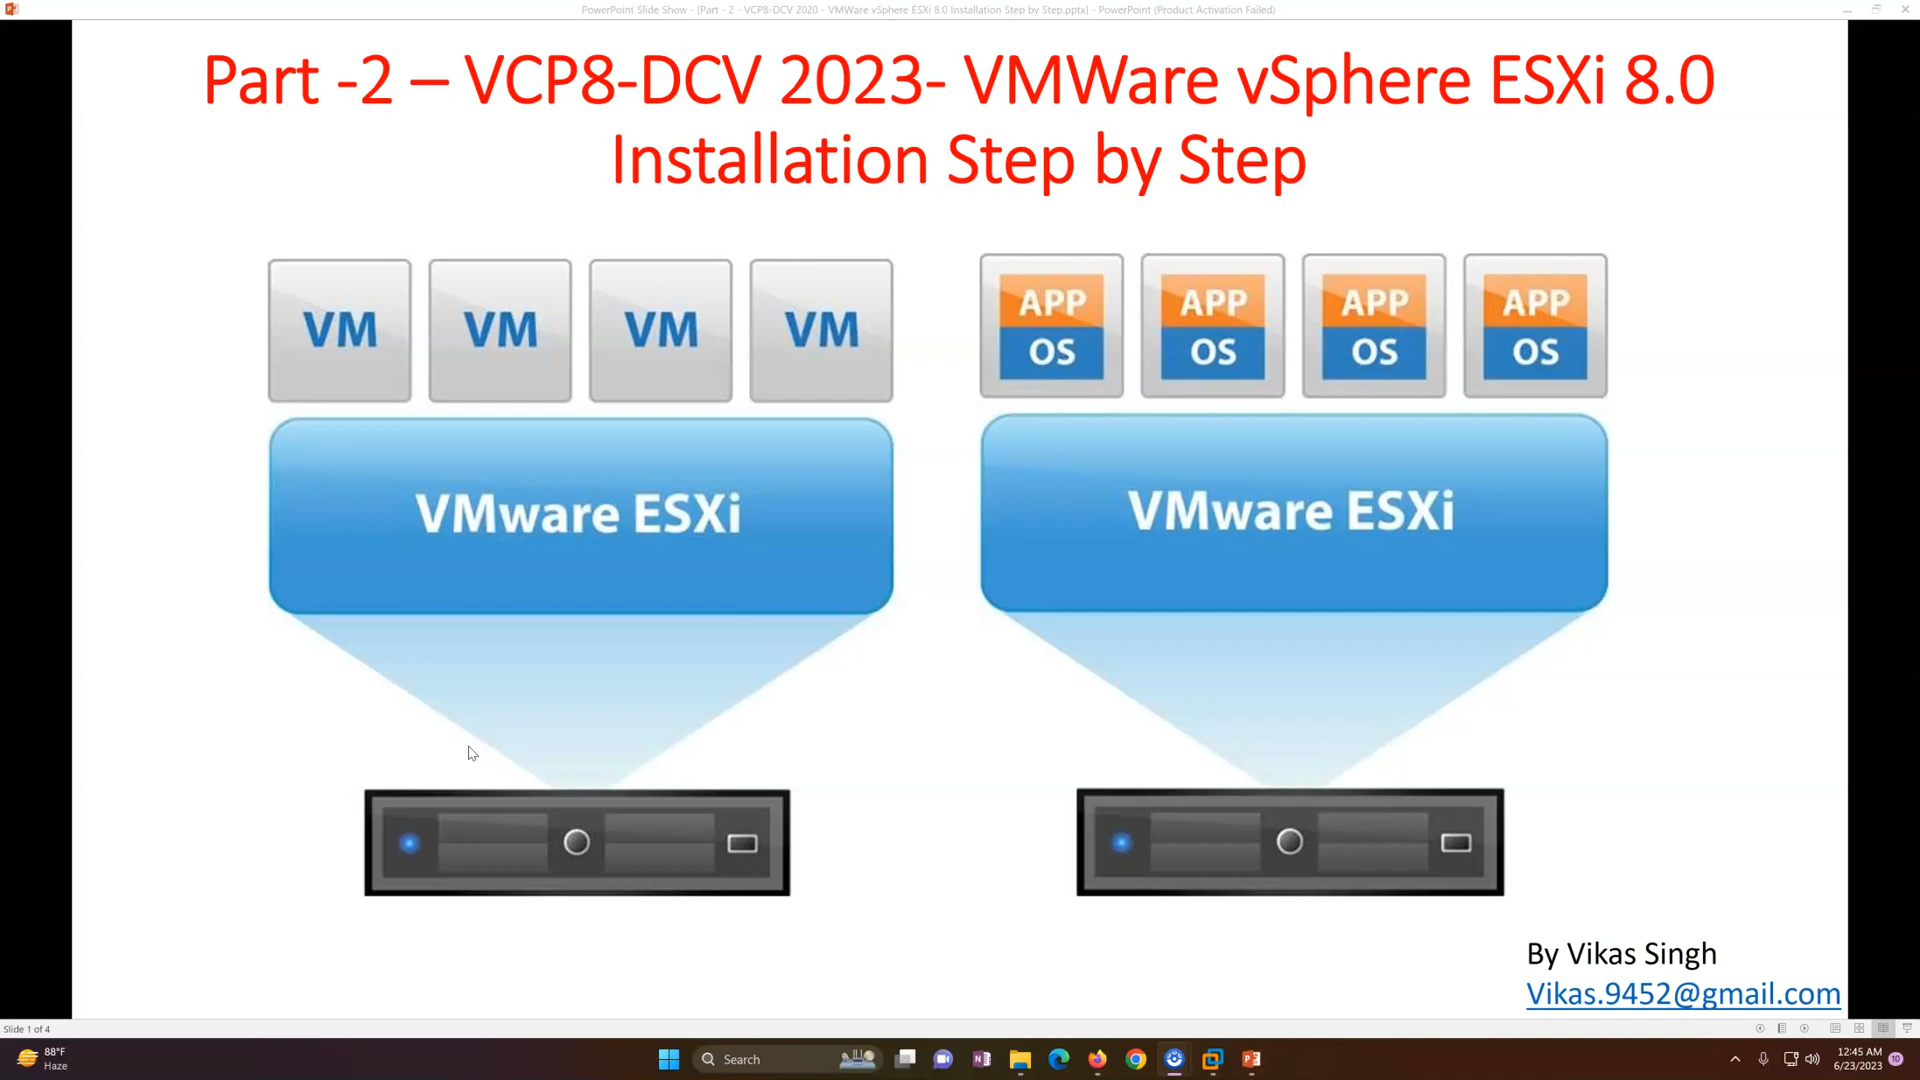 PowerPoint Slide Show - [Part - 2 - VCP8-DCV 2020 - VMWare vSphere ESXi 8.0 Installation Step by Step.pptx] - PowerPoint (Product Activation Failed)
Part -2 – VCP8-DCV 2023- VMWare vSphere ESXi 8.0
Installation Step by Step
VM VM VM VM
APP APP APP APP
OS OS OS OS
VMware ESXi
VMware ESXi
By Vikas Singh
Vikas.9452@gmail.com
Slide 1 of 4
88°F
Haze
Search
12:45 AM
6/23/2023
10